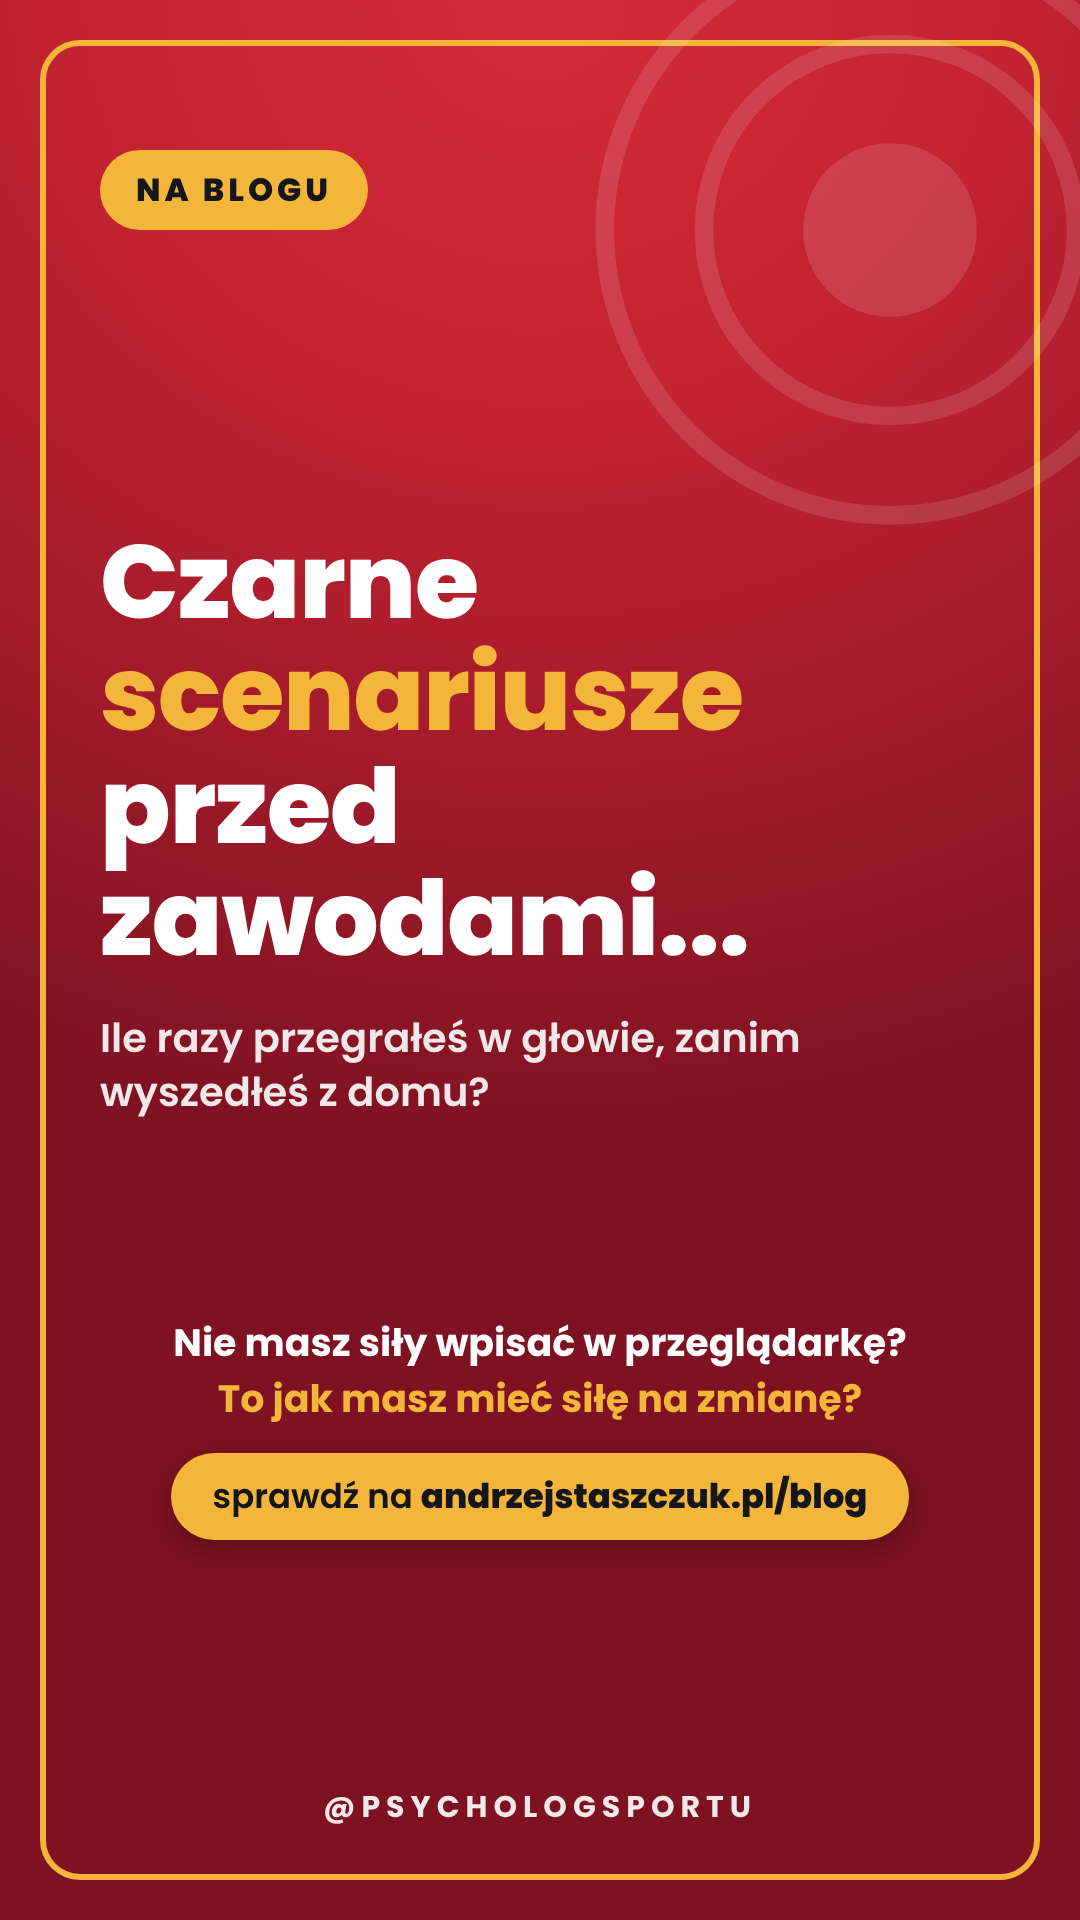 NA BLOGU
Czarne
scenariusze
przed
zawodami...
Ile razy przegrałeś w głowie, zanim
wyszedłeś z domu?
Nie masz siły wpisać w przeglądarkę?
To jak masz mieć siłę na zmianę?
sprawdź na andrzejstaszczuk.pl/blog
@PSYCHOLOGSPORTU